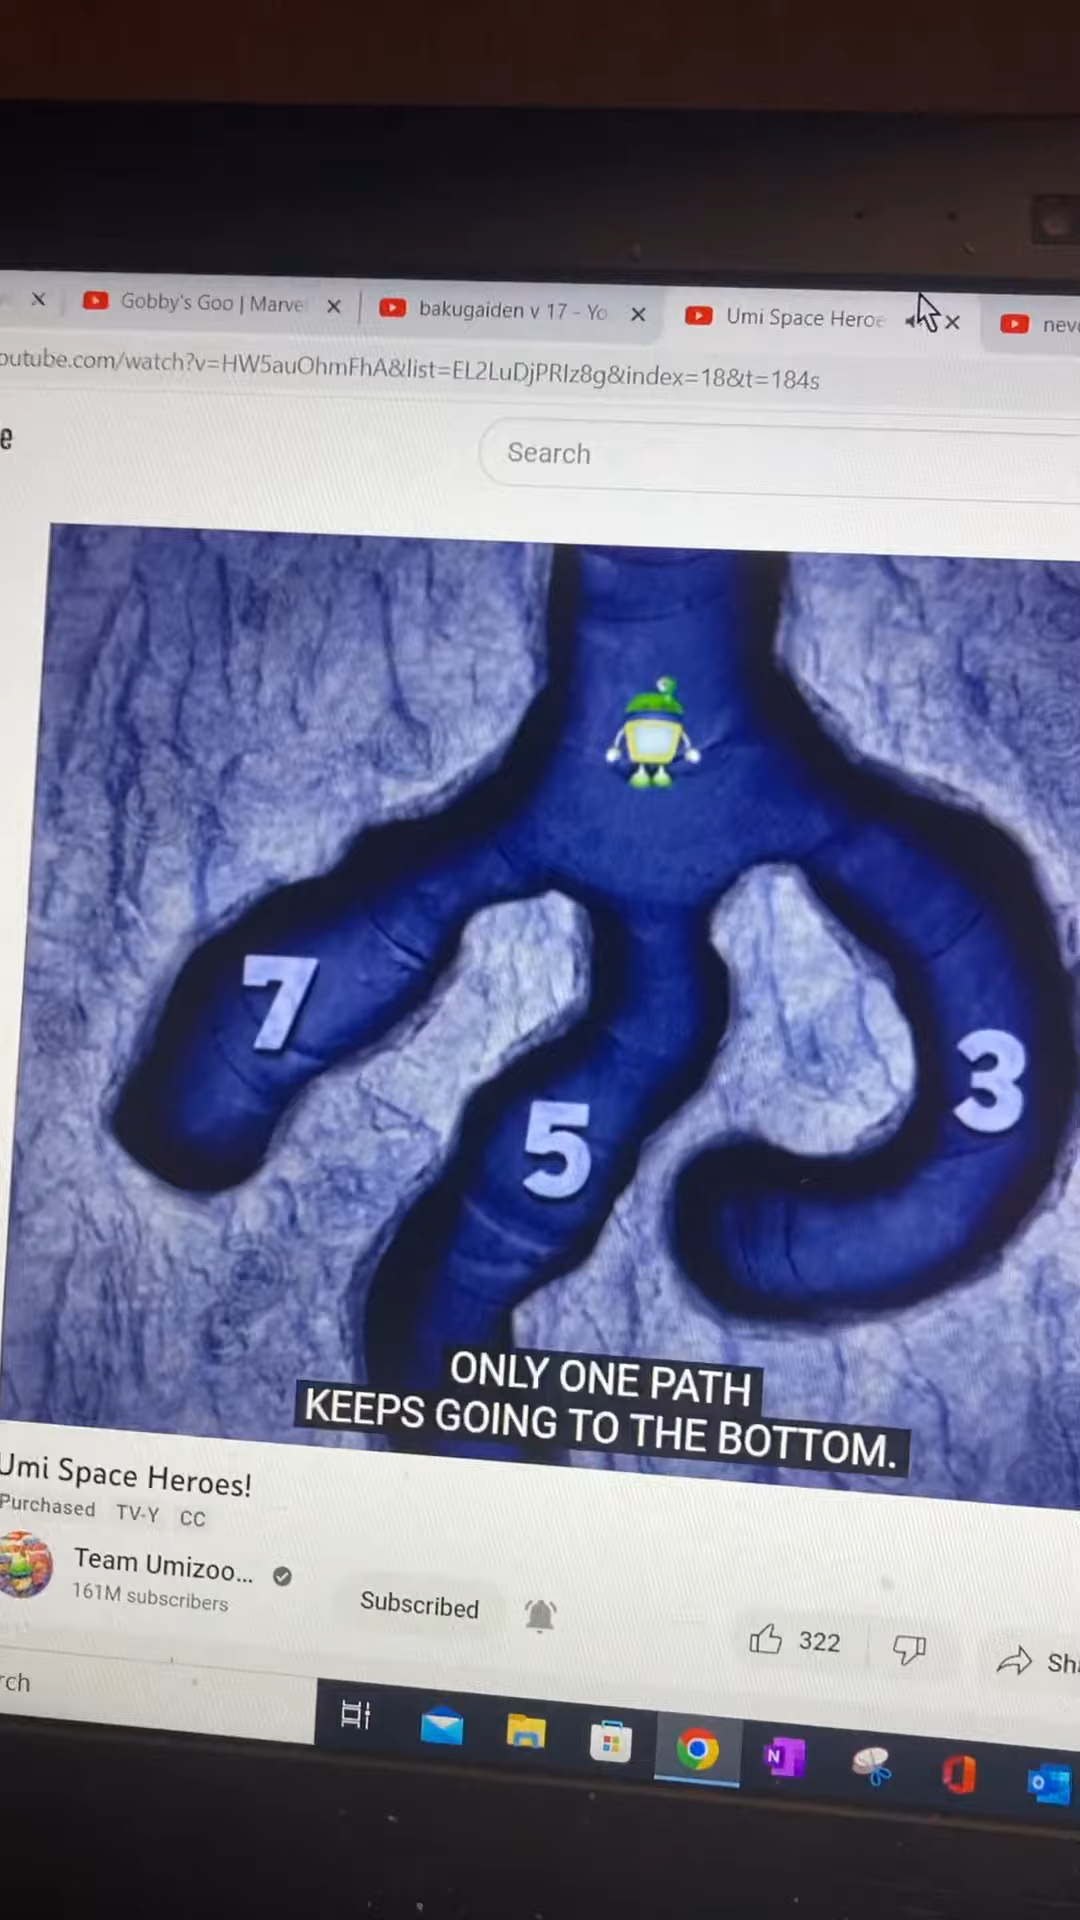 Gobby's Goo | Marve
bakugaiden v 17 - Yo
Umi Space Heroe
neve
outube.com/watch?v=HW5auOhmFhA&list=EL2LuDjPRIz8g&index=18&t=184s
e
Search
7
5
3
ONLY ONE PATH
KEEPS GOING TO THE BOTTOM.
Umi Space Heroes!
Purchased TV-Y CC
Team Umizoo...
161M subscribers
Subscribed
322
Sha
rch
N